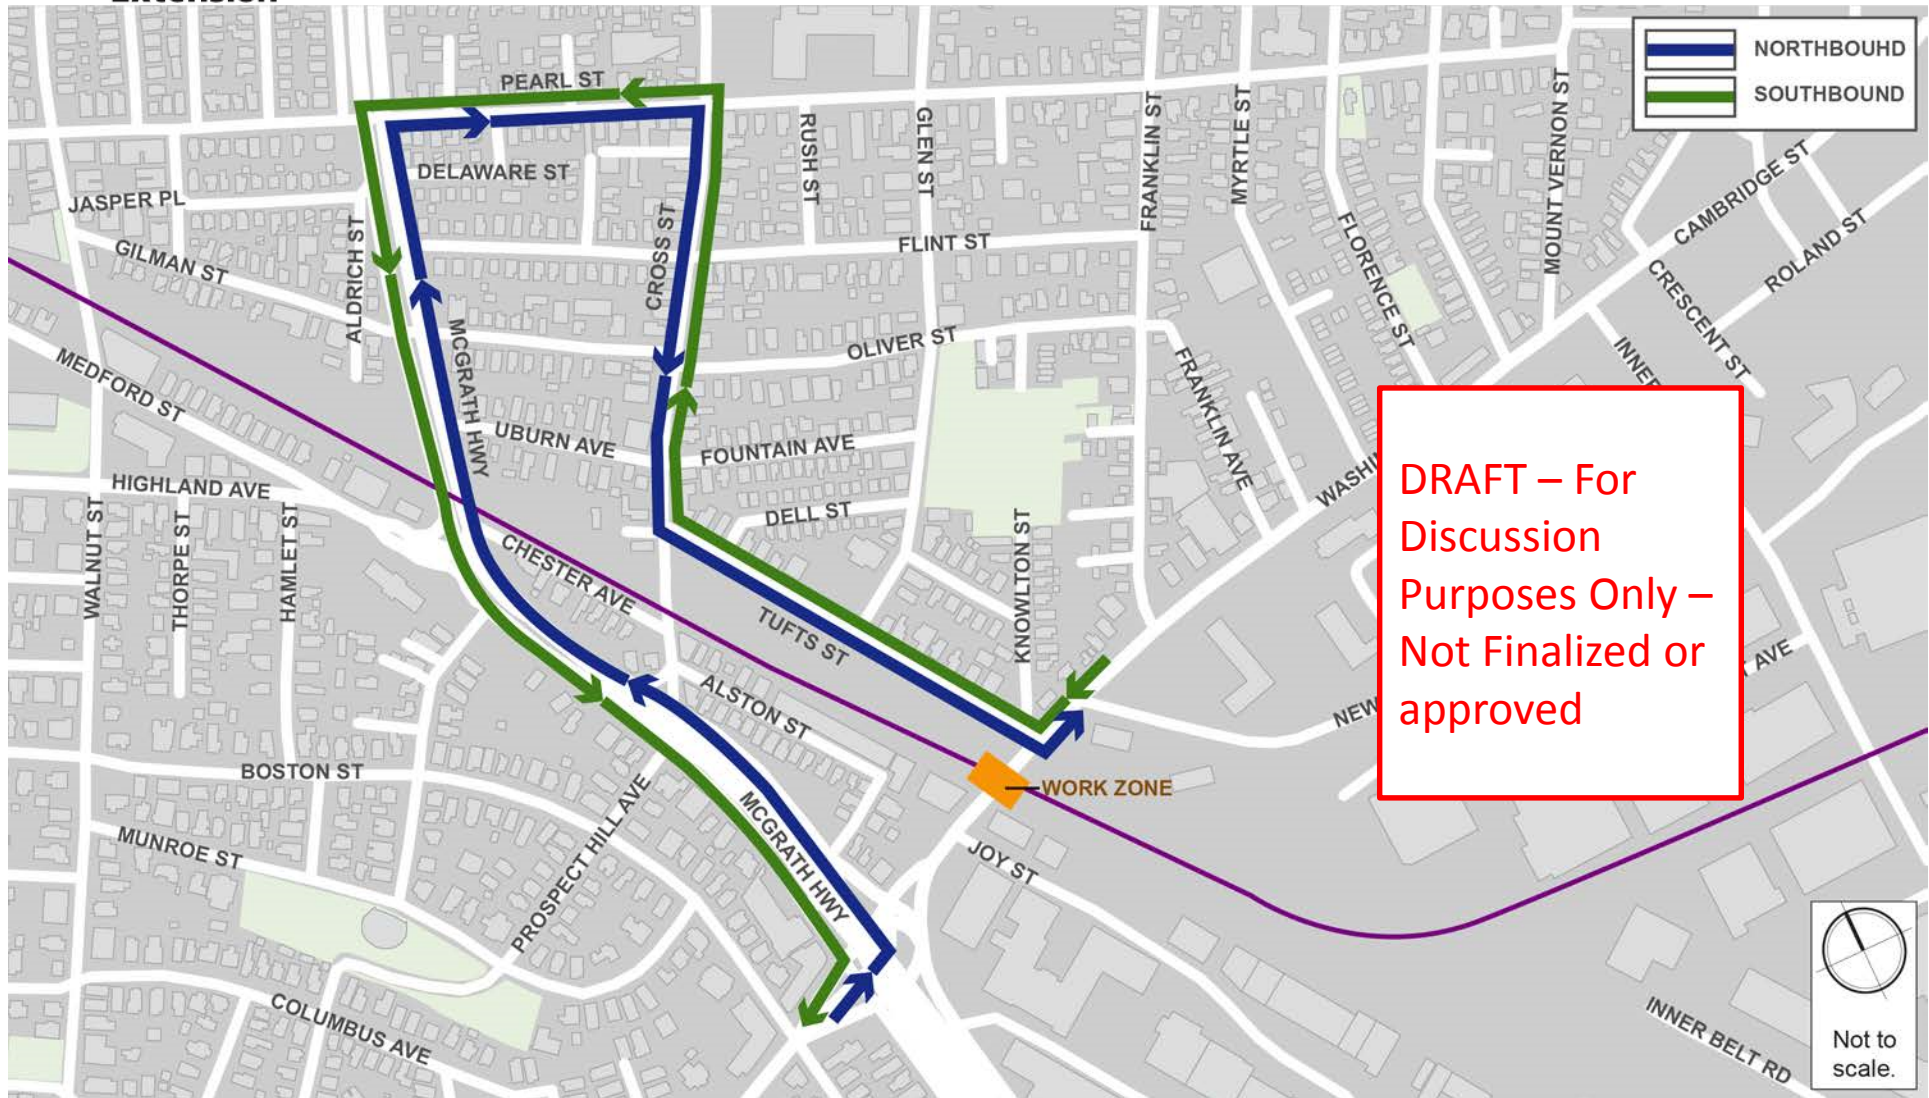 Extension
NORTHBOUHD
SOUTHBOUND
PEARL ST
DELAWARE ST
JASPER PL
GILMAN ST
ALDRICH ST
MCGRATH HWY
CROSS ST
RUSH ST
GLEN ST
FRANKLIN ST
MYRTLE ST
FLINT ST
FLORENCE ST
MOUNT VERNON ST
CAMBRIDGE ST
ROLAND ST
CRESCENT ST
INNER
MEDFORD ST
OLIVER ST
FRANKLIN AVE
UBURN AVE
FOUNTAIN AVE
HIGHLAND AVE
DELL ST
WASHI
WALNUT ST
THORPE ST
HAMLET ST
CHESTER AVE
TUFTS ST
KNOWLTON ST
ALSTON ST
NEW
AVE
DRAFT – For
Discussion
Purposes Only –
Not Finalized or
approved
BOSTON ST
WORK ZONE
MUNROE ST
PROSPECT HILL AVE
MCGRATH HWY
JOY ST
COLUMBUS AVE
INNER BELT RD
Not to
scale.